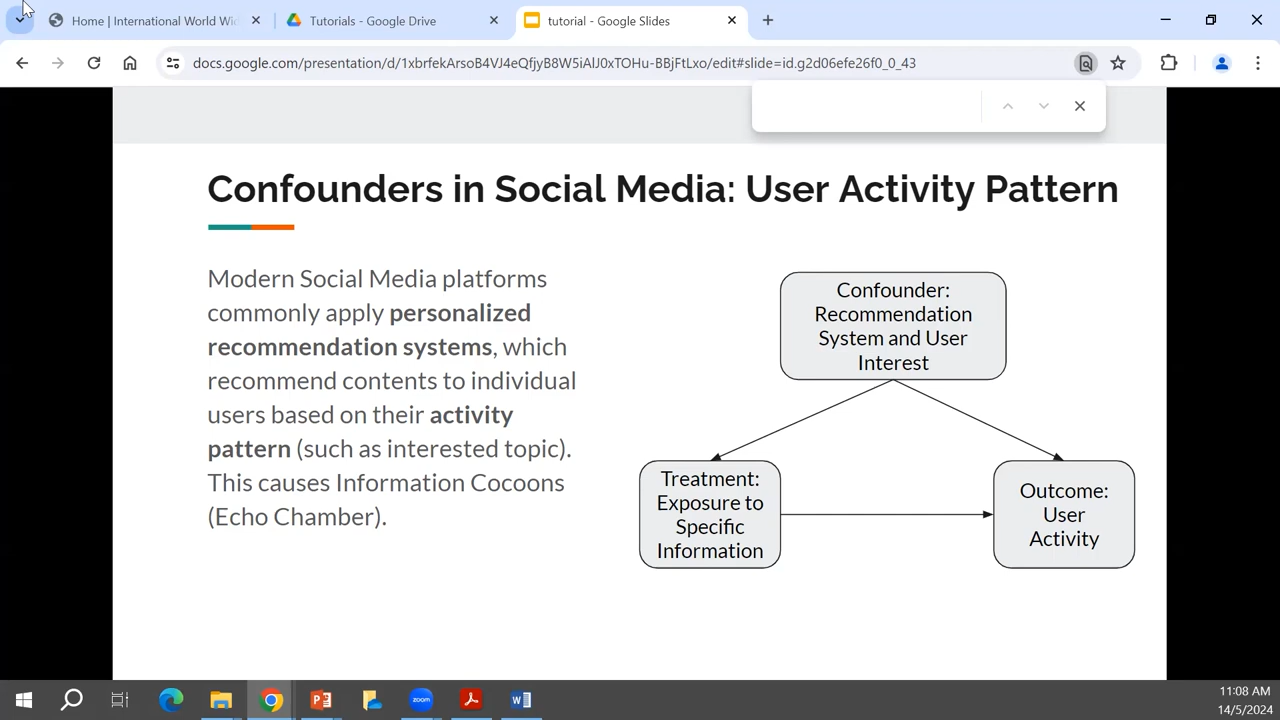 Home | International World Wid
Tutorials - Google Drive
tutorial - Google Slides
docs.google.com/presentation/d/1xbrfekArsoB4VJ4eQfjyB8W5iAlJ0xTOHu-BBjFtLxo/edit#slide=id.g2d06efe26f0_0_43
Confounders in Social Media: User Activity Pattern
Modern Social Media platforms
commonly apply personalized
recommendation systems, which
recommend contents to individual
users based on their activity
pattern (such as interested topic).
This causes Information Cocoons
(Echo Chamber).
Confounder:
Recommendation
System and User
Interest
Treatment:
Exposure to
Specific
Information
Outcome:
User
Activity
zoom
11:08 AM
14/5/2024